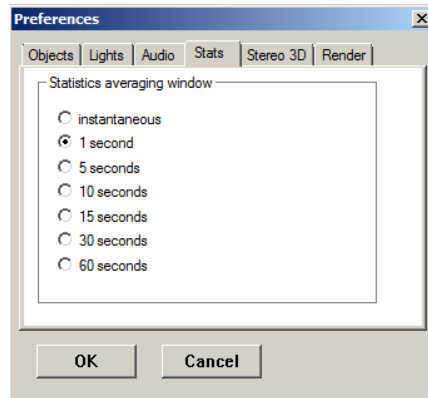 Preferences
Objects Lights Audio Stats Stereo 3D Render
Statistics averaging window
instantaneous
1 second
5 seconds
10 seconds
15 seconds
30 seconds
60 seconds
OK Cancel